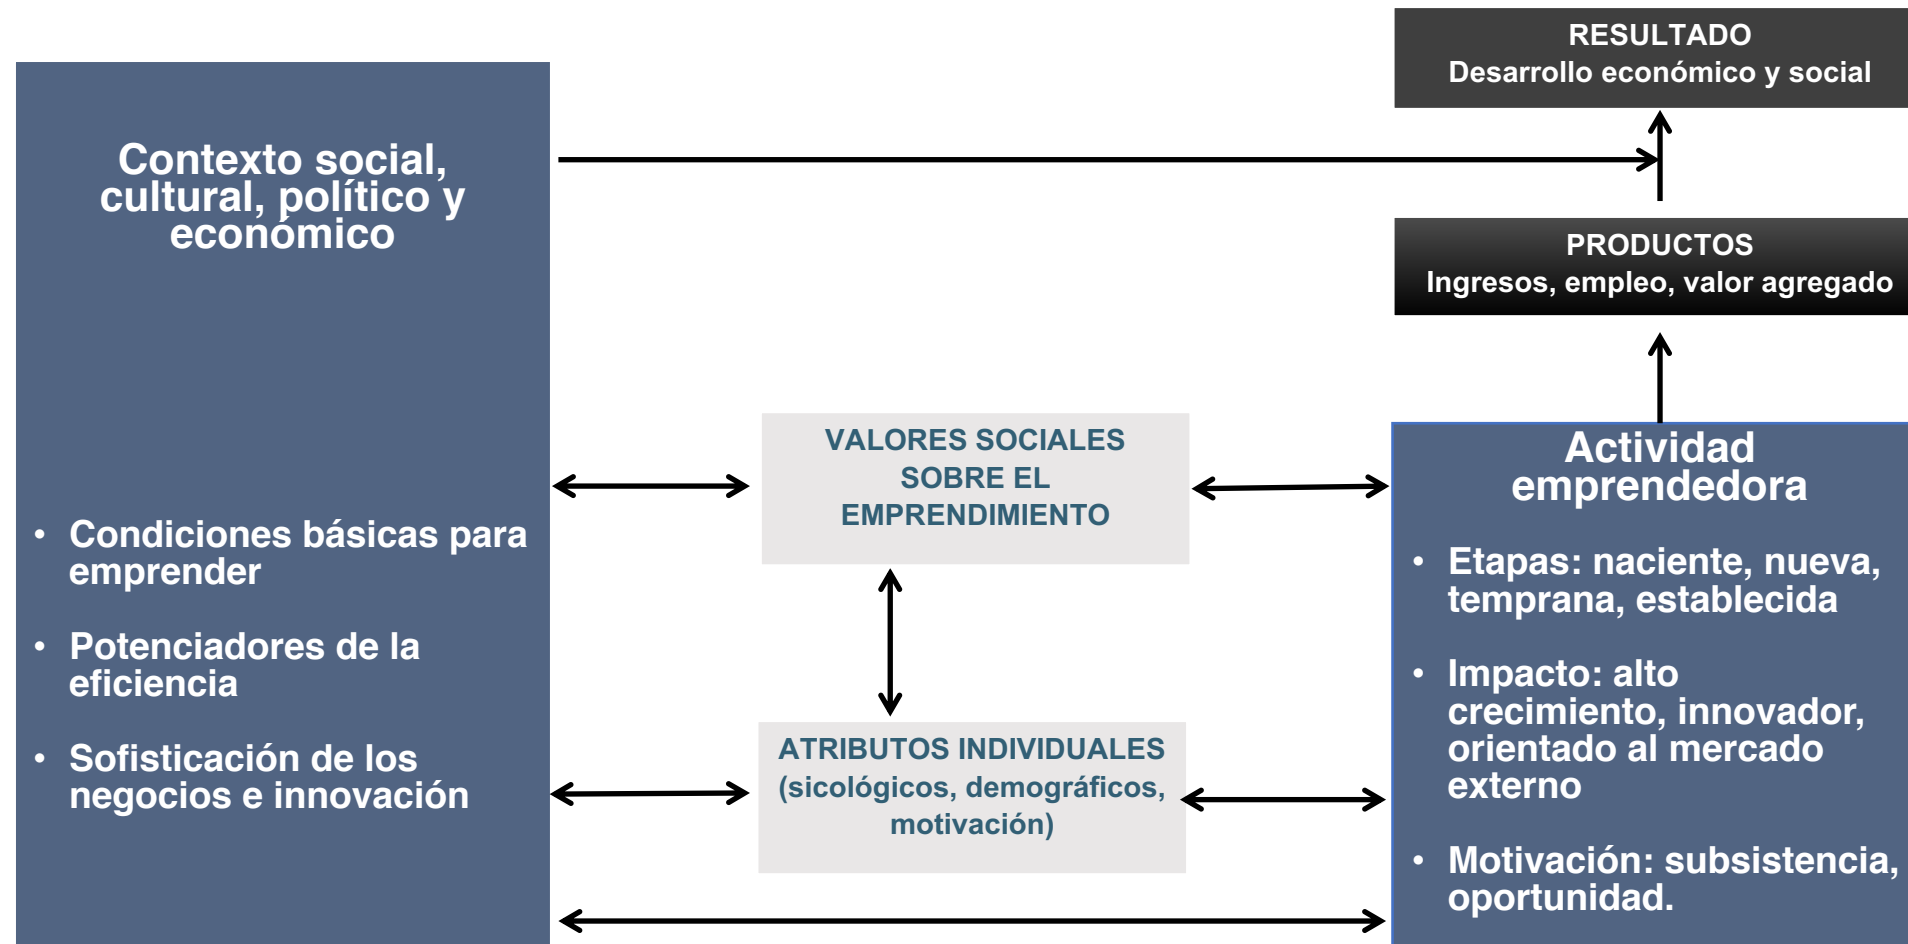 RESULTADO
Desarrollo económico y social
Contexto social,
cultural, político y
económico
PRODUCTOS
Ingresos, empleo, valor agregado
• Condiciones básicas para
emprender
• Potenciadores de la
eficiencia
• Sofisticación de los
negocios e innovación
VALORES SOCIALES
SOBRE EL
EMPRENDIMIENTO
ATRIBUTOS INDIVIDUALES
(sicológicos, demográficos,
motivación)
Actividad
emprendedora
• Etapas: naciente, nueva,
temprana, establecida
• Impacto: alto
crecimiento, innovador,
orientado al mercado
externo
• Motivación: subsistencia,
oportunidad.